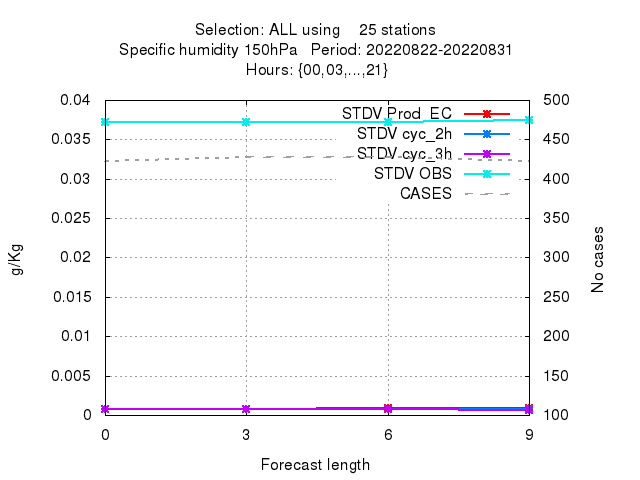 Selection: ALL using 25 stations
Specific humidity 150hPa Period: 20220822-20220831
Hours: {00,03,...,21}
0.04
0.035
0.03
0.025
0.02
0.015
0.01
0.005
0
g/Kg
STDV Prod_EC
STDV cyc_2h
STDV cyc_3h
STDV OBS
CASES
500
450
400
350
300
250
200
150
100
No cases
0 3 6 9
Forecast length